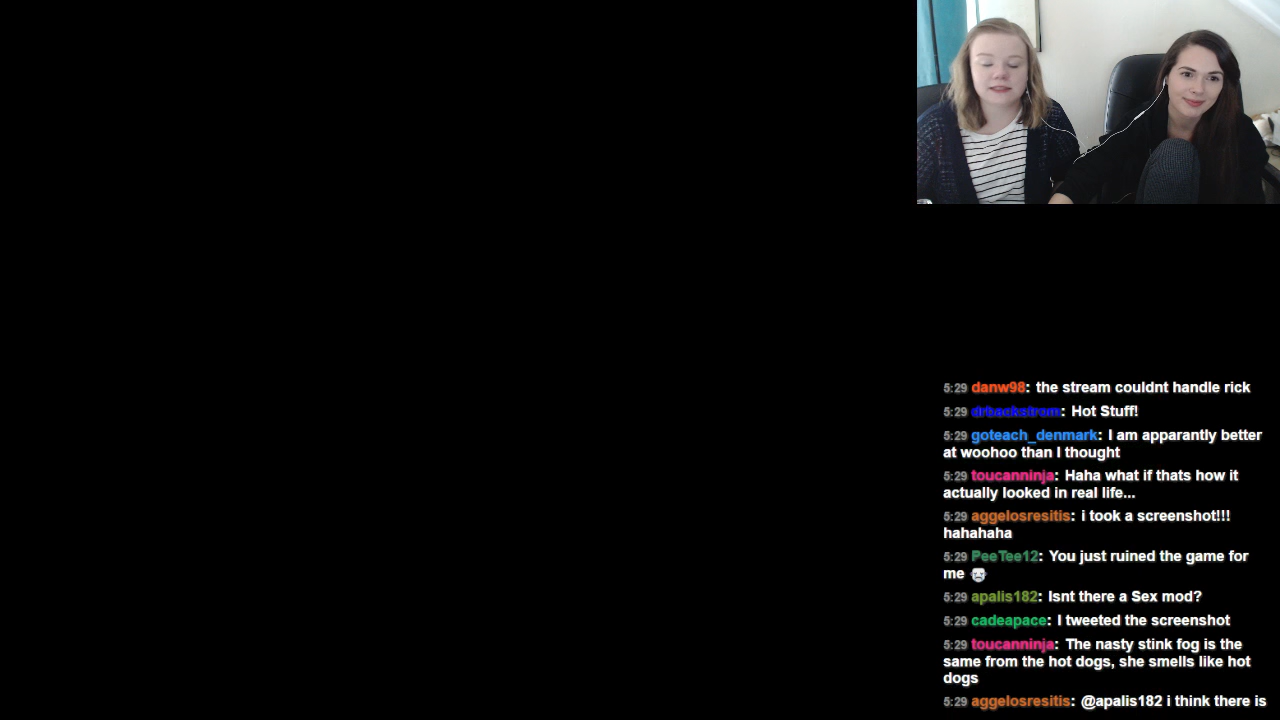 5:29 danw98: the stream couldnt handle rick
5:29 drbackstrom: Hot Stuff!
5:29 goteach_denmark: I am apparantly better
at woohoo than I thought
5:29 toucanninja: Haha what if thats how it
actually looked in real life...
5:29 aggelosresitis: i took a screenshot!!!
hahahaha
5:29 PeeTee12: You just ruined the game for
me
5:29 apalis182: Isnt there a Sex mod?
5:29 cadeapace: I tweeted the screenshot
5:29 toucanninja: The nasty stink fog is the
same from the hot dogs, she smells like hot
dogs
5:29 aggelosresitis: @apalis182 i think there is